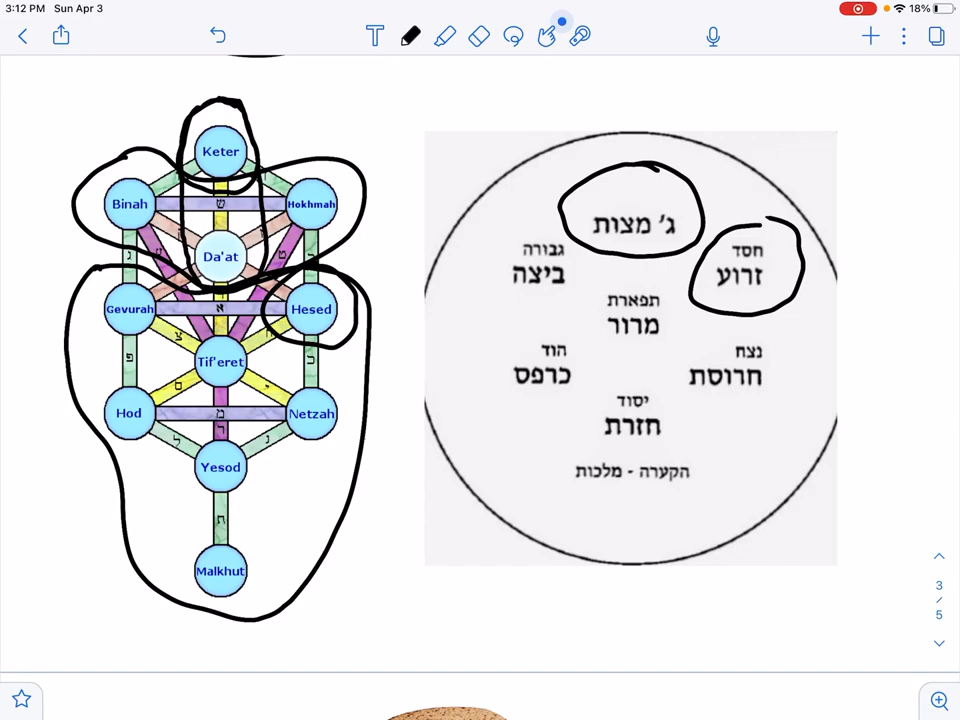 3:12 PM Sun Apr 3
18%
Keter
Binah
ש
Hokhmah
Da'at
ג
ט
Gevurah
א
Hesed
צ
פ
Tif'eret
כ
ס
י
Hod
מ
Netzah
ר
ל
נ
Yesod
ת
Malkhut
ג׳ מצות
חסד
זרוע
גבורה
ביצה
תפארת
מרור
נצח
חרוסת
הוד
כרפס
יסוד
חזרת
הקערה - מלכות
3
/
5